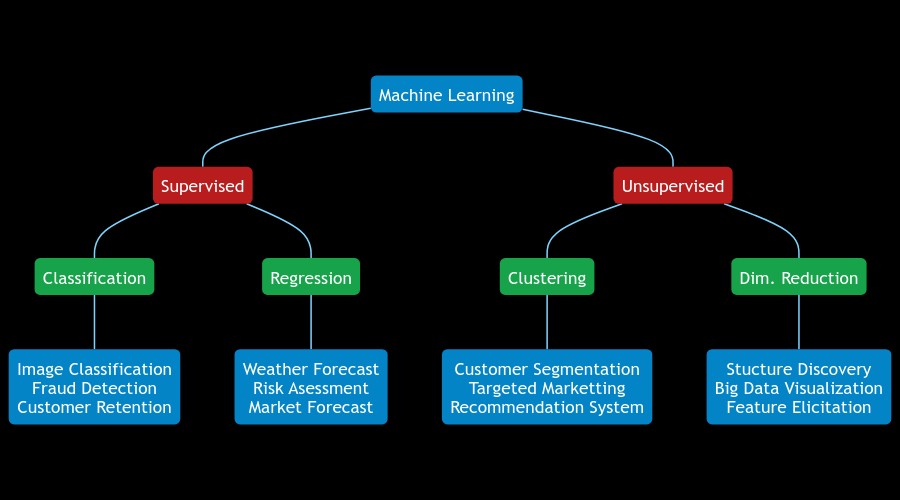 Machine Learning
Supervised
Unsupervised
Classification
Regression
Clustering
Dim. Reduction
Image Classification
Fraud Detection
Customer Retention
Weather Forecast
Risk Asessment
Market Forecast
Customer Segmentation
Targeted Marketting
Recommendation System
Stucture Discovery
Big Data Visualization
Feature Elicitation